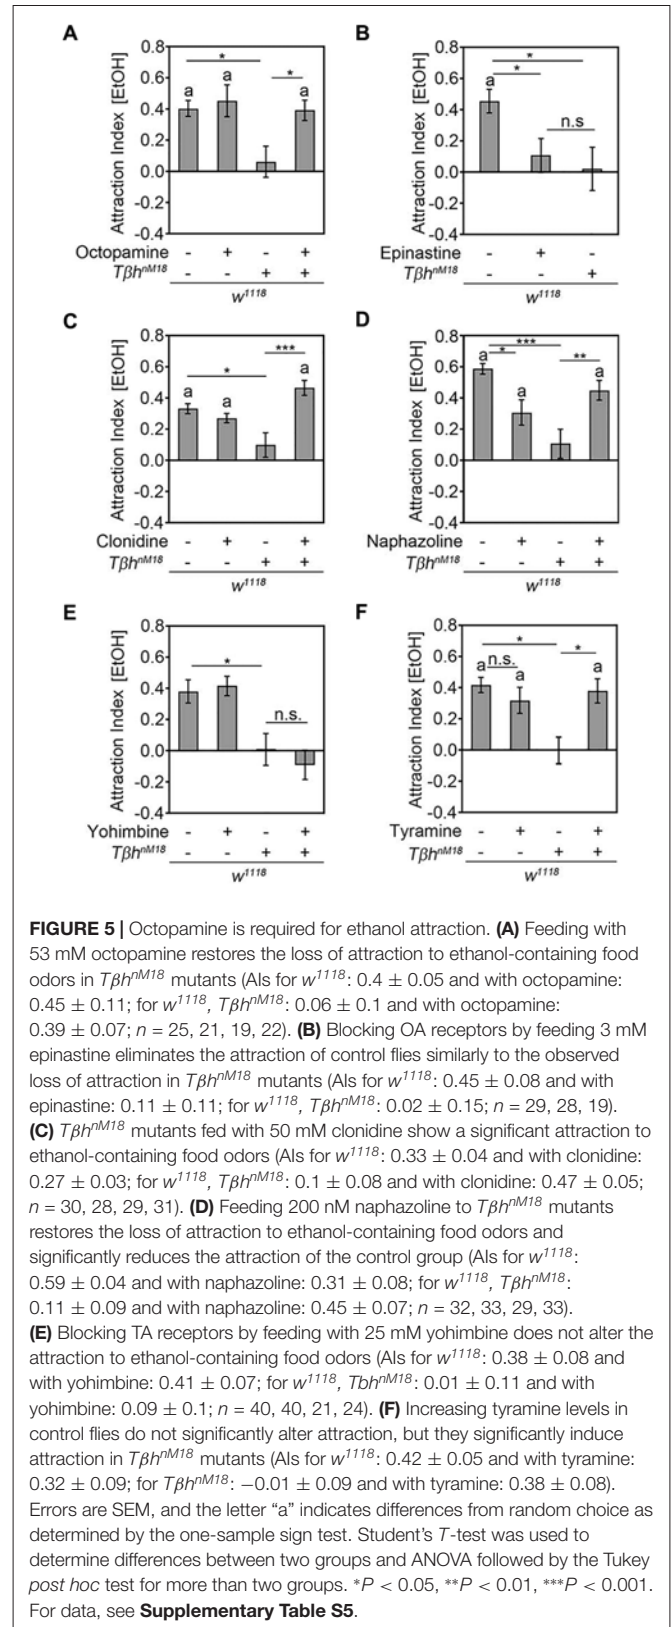 A
B
Attraction Index [EtOH]
0.8
0.6
0.4
0.2
0.0
-0.2
-0.4
a a a
* *
Octopamine - + - +
Tβh^nM18 - - + +
w^1118
Attraction Index [EtOH]
0.8
0.6
0.4
0.2
0.0
-0.2
-0.4
a
*
*
n.s
Epinastine - + -
Tβh^nM18 - - +
w^1118
C
D
Attraction Index [EtOH]
0.8
0.6
0.4
0.2
0.0
-0.2
-0.4
a a a
* ***
Clonidine - + - +
Tβh^nM18 - - + +
w^1118
Attraction Index [EtOH]
0.8
0.6
0.4
0.2
0.0
-0.2
-0.4
a a a
***
* **
Naphazoline - + - +
Tβh^nM18 - - + +
w^1118
E
F
Attraction Index [EtOH]
0.8
0.6
0.4
0.2
0.0
-0.2
-0.4
*
n.s.
Yohimbine - + - +
Tβh^nM18 - - + +
w^1118
Attraction Index [EtOH]
0.8
0.6
0.4
0.2
0.0
-0.2
-0.4
*
n.s. *
a a a
Tyramine - + - +
Tβh^nM18 - - + +
w^1118
FIGURE 5 | Octopamine is required for ethanol attraction. (A) Feeding with
53 mM octopamine restores the loss of attraction to ethanol-containing food
odors in Tβh^nM18 mutants (AIs for w^1118: 0.4 ± 0.05 and with octopamine:
0.45 ± 0.11; for w^1118, Tβh^nM18: 0.06 ± 0.1 and with octopamine:
0.39 ± 0.07; n = 25, 21, 19, 22). (B) Blocking OA receptors by feeding 3 mM
epinastine eliminates the attraction of control flies similarly to the observed
loss of attraction in Tβh^nM18 mutants (AIs for w^1118: 0.45 ± 0.08 and with
epinastine: 0.11 ± 0.11; for w^1118, Tβh^nM18: 0.02 ± 0.15; n = 29, 28, 19).
(C) Tβh^nM18 mutants fed with 50 mM clonidine show a significant attraction to
ethanol-containing food odors (AIs for w^1118: 0.33 ± 0.04 and with clonidine:
0.27 ± 0.03; for w^1118, Tβh^nM18: 0.1 ± 0.08 and with clonidine: 0.47 ± 0.05;
n = 30, 28, 29, 31). (D) Feeding 200 nM naphazoline to Tβh^nM18 mutants
restores the loss of attraction to ethanol-containing food odors and
significantly reduces the attraction of the control group (AIs for w^1118:
0.59 ± 0.04 and with naphazoline: 0.31 ± 0.08; for w^1118, Tβh^nM18:
0.11 ± 0.09 and with naphazoline: 0.45 ± 0.07; n = 32, 33, 29, 33).
(E) Blocking TA receptors by feeding with 25 mM yohimbine does not alter the
attraction to ethanol-containing food odors (AIs for w^1118: 0.38 ± 0.08 and
with yohimbine: 0.41 ± 0.07; for w^1118, Tbh^nM18: 0.01 ± 0.11 and with
yohimbine: 0.09 ± 0.1; n = 40, 40, 21, 24). (F) Increasing tyramine levels in
control flies do not significantly alter attraction, but they significantly induce
attraction in Tβh^nM18 mutants (AIs for w^1118: 0.42 ± 0.05 and with tyramine:
0.32 ± 0.09; for Tβh^nM18: −0.01 ± 0.09 and with tyramine: 0.38 ± 0.08).
Errors are SEM, and the letter “a” indicates differences from random choice as
determined by the one-sample sign test. Student’s T-test was used to
determine differences between two groups and ANOVA followed by the Tukey
post hoc test for more than two groups. *P < 0.05, **P < 0.01, ***P < 0.001.
For data, see Supplementary Table S5.